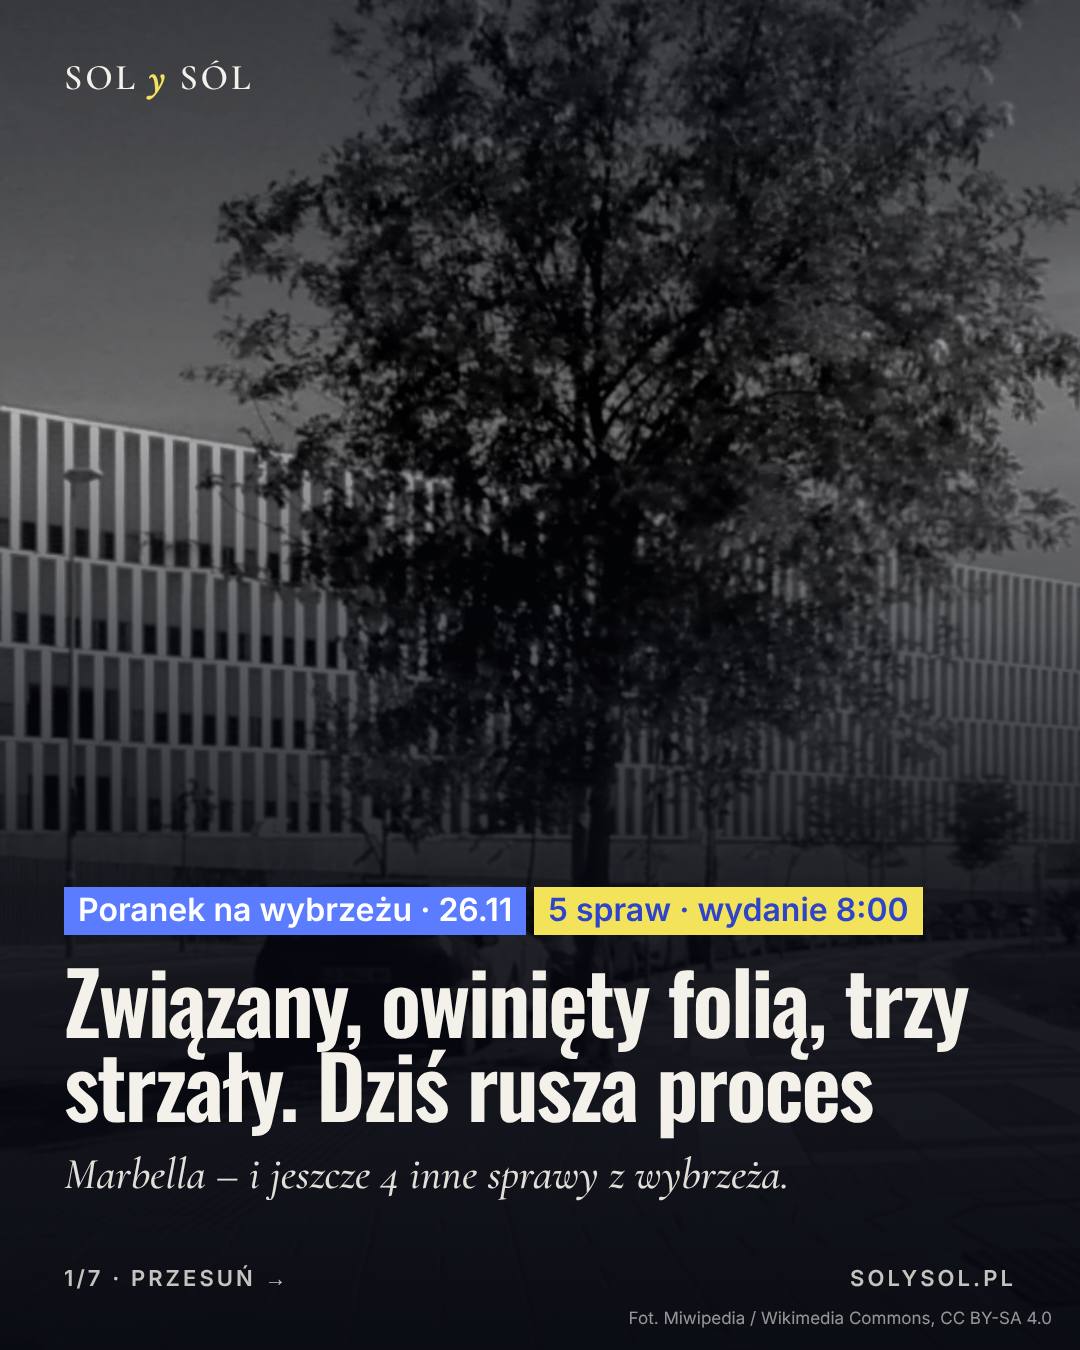 SOL y SÓL
Poranek na wybrzeżu · 26.11
5 spraw · wydanie 8:00
Związany, owinięty folią, trzy
strzały. Dziś rusza proces
Marbella – i jeszcze 4 inne sprawy z wybrzeża.
1/7 · PRZESUŃ →
SOLYSOL.PL
Fot. Miwipedia / Wikimedia Commons, CC BY-SA 4.0